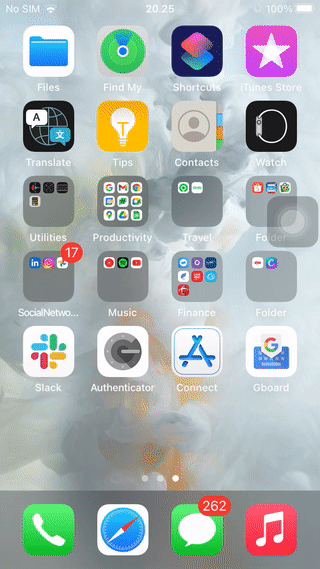 No SIM 20.25 100%
Files Find My Shortcuts iTunes Store
A 文
Translate Tips Contacts Watch
Utilities Productivity Travel Folder
17
SocialNetwo... Music Finance Folder
G
Slack Authenticator Connect Gboard
262